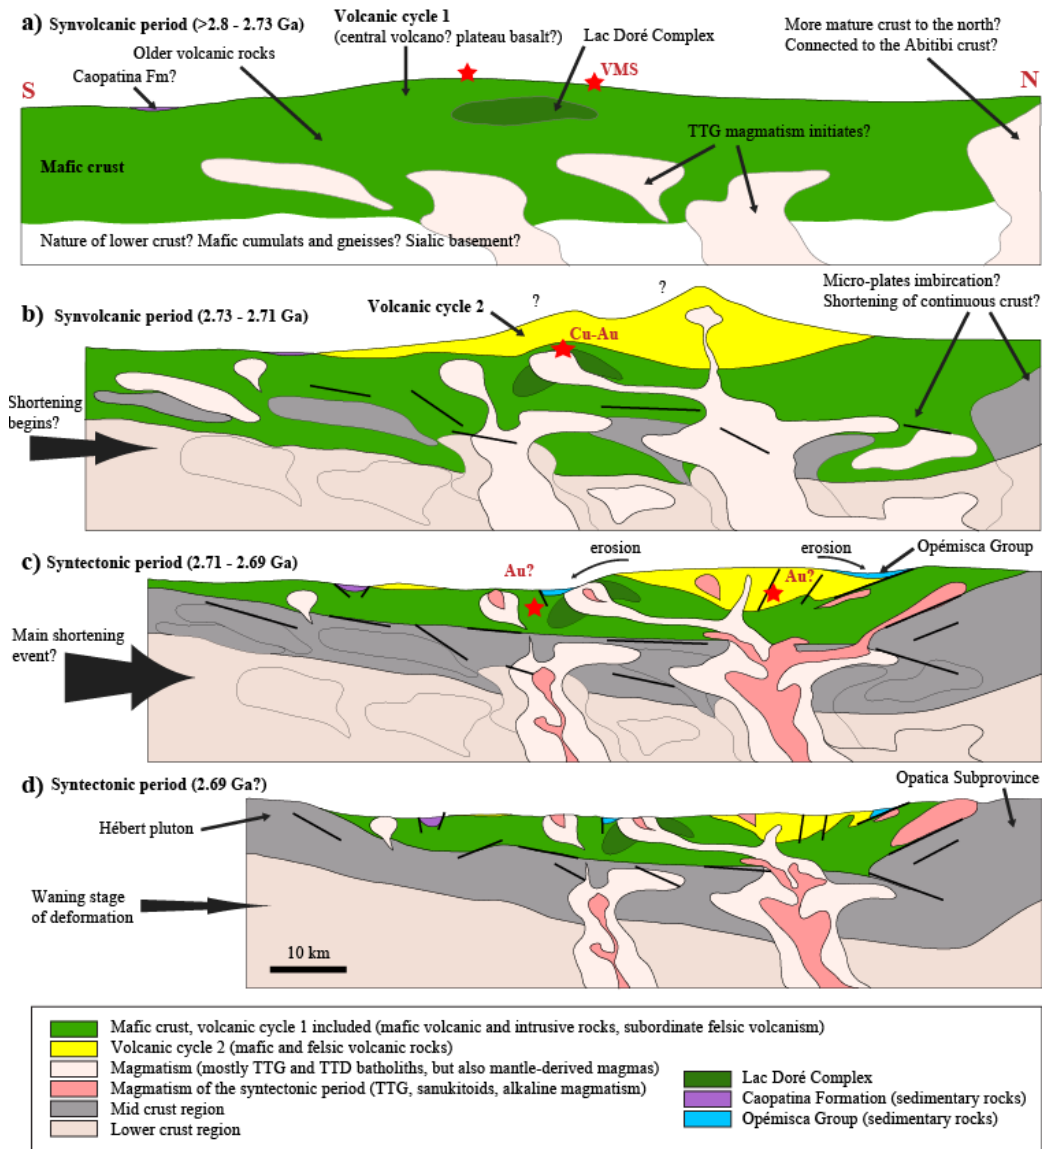 a) Synvolcanic period (>2.8 - 2.73 Ga)
Volcanic cycle 1
(central volcano? plateau basalt?)
Lac Doré Complex
More mature crust to the north?
Connected to the Abitibi crust?
Older volcanic rocks
Caopatina Fm?
VMS
S
N
TTG magmatism initiates?
Mafic crust
Nature of lower crust? Mafic cumulats and gneisses? Sialic basement?
b) Synvolcanic period (2.73 - 2.71 Ga)
Volcanic cycle 2
?
?
Micro-plates imbircation?
Shortening of continuous crust?
Cu-Au
Shortening
begins?
c) Syntectonic period (2.71 - 2.69 Ga)
erosion
erosion
Opémisca Group
Au?
Au?
Main shortening
event?
d) Syntectonic period (2.69 Ga?)
Opatica Subprovince
Hébert pluton
Waning stage
of deformation
10 km
Mafic crust, volcanic cycle 1 included (mafic volcanic and intrusive rocks, subordinate felsic volcanism)
Volcanic cycle 2 (mafic and felsic volcanic rocks)
Magmatism (mostly TTG and TTD batholiths, but also mantle-derived magmas)
Magmatism of the syntectonic period (TTG, sanukitoids, alkaline magmatism)
Mid crust region
Lower crust region
Lac Doré Complex
Caopatina Formation (sedimentary rocks)
Opémisca Group (sedimentary rocks)